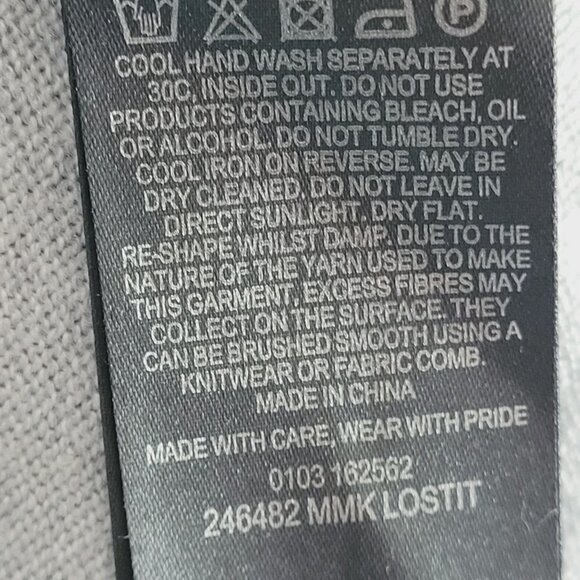 COOL HAND WASH SEPARATELY AT
30C, INSIDE OUT. DO NOT USE
PRODUCTS CONTAINING BLEACH, OIL
OR ALCOHOL. DO NOT TUMBLE DRY.
COOL IRON ON REVERSE. MAY BE
DRY CLEANED. DO NOT LEAVE IN
DIRECT SUNLIGHT. DRY FLAT.
RE-SHAPE WHILST DAMP. DUE TO THE
NATURE OF THE YARN USED TO MAKE
THIS GARMENT, EXCESS FIBRES MAY
COLLECT ON THE SURFACE. THEY
CAN BE BRUSHED SMOOTH USING A
KNITWEAR OR FABRIC COMB.
MADE IN CHINA
MADE WITH CARE, WEAR WITH PRIDE
0103 162562
246482 MMK LOSTIT